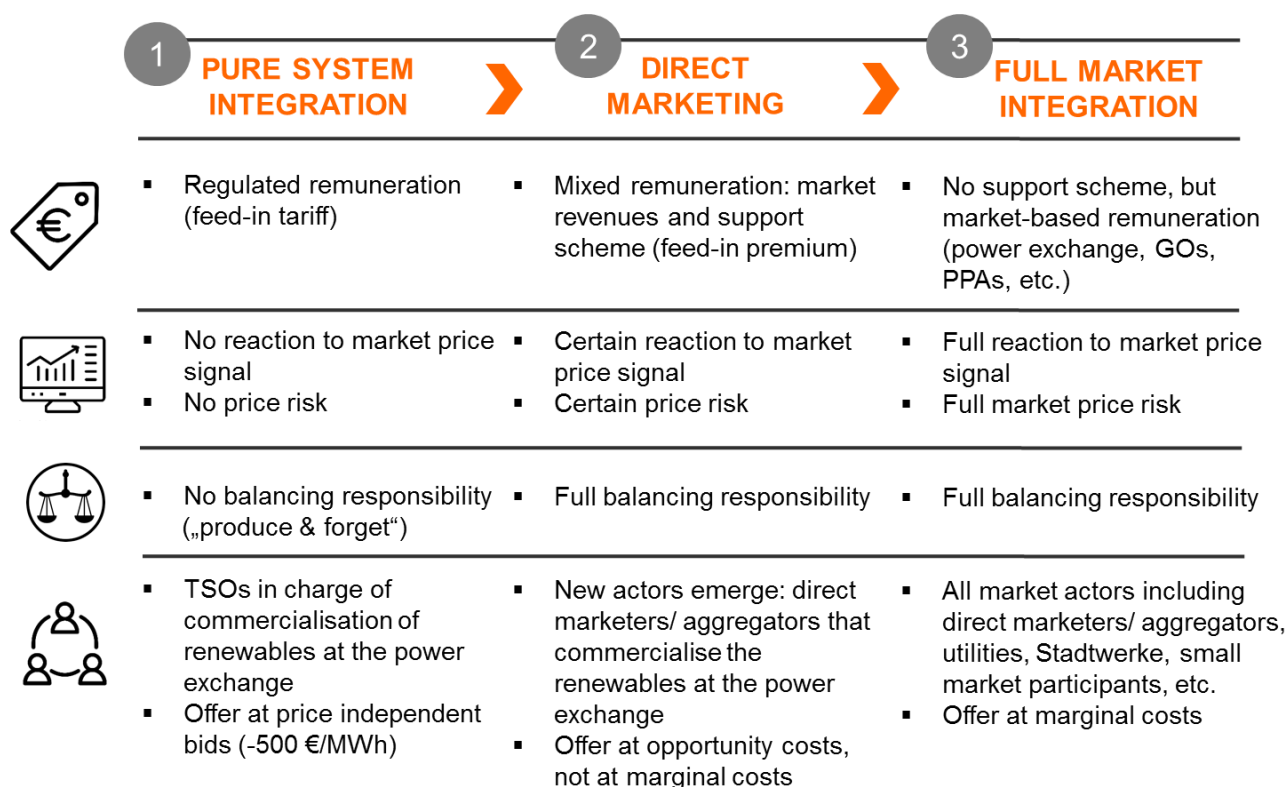 1
PURE SYSTEM
INTEGRATION
2
DIRECT
MARKETING
3
FULL MARKET
INTEGRATION
€
▪ Regulated remuneration
(feed-in tariff)
▪ Mixed remuneration: market
revenues and support
scheme (feed-in premium)
▪ No support scheme, but
market-based remuneration
(power exchange, GOs,
PPAs, etc.)
▪ No reaction to market price
signal
▪ No price risk
▪ Certain reaction to market
price signal
▪ Certain price risk
▪ Full reaction to market price
signal
▪ Full market price risk
▪ No balancing responsibility
(„produce & forget“)
▪ Full balancing responsibility
▪ Full balancing responsibility
▪ TSOs in charge of
commercialisation of
renewables at the power
exchange
▪ Offer at price independent
bids (-500 €/MWh)
▪ New actors emerge: direct
marketers/ aggregators that
commercialise the
renewables at the power
exchange
▪ Offer at opportunity costs,
not at marginal costs
▪ All market actors including
direct marketers/ aggregators,
utilities, Stadtwerke, small
market participants, etc.
▪ Offer at marginal costs